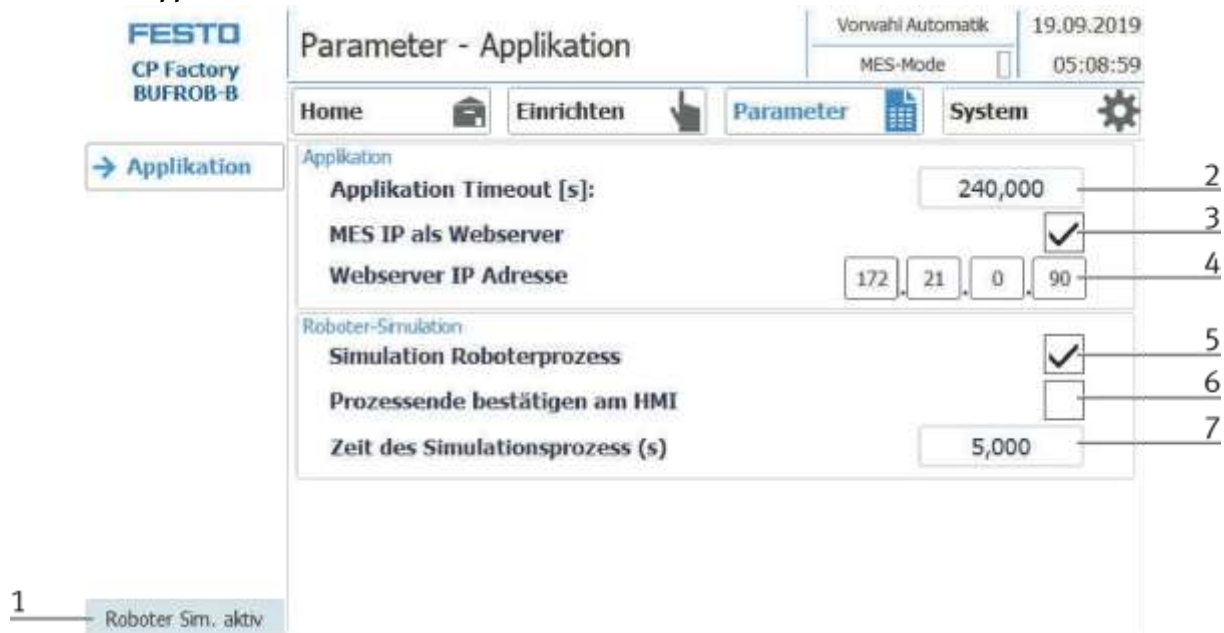 FESTO
CP Factory
BUFROB-B
Parameter - Applikation
Vorwahl Automatik
MES-Mode
19.09.2019
05:08:59
Home
Einrichten
Parameter
System
Applikation
Applikation
Applikation Timeout [s]:
240,000
2
MES IP als Webserver
3
Webserver IP Adresse
172 . 21 . 0 . 90
4
Roboter-Simulation
Simulation Roboterprozess
5
Prozessende bestätigen am HMI
6
Zeit des Simulationsprozess (s)
5,000
7
1
Roboter Sim. aktiv